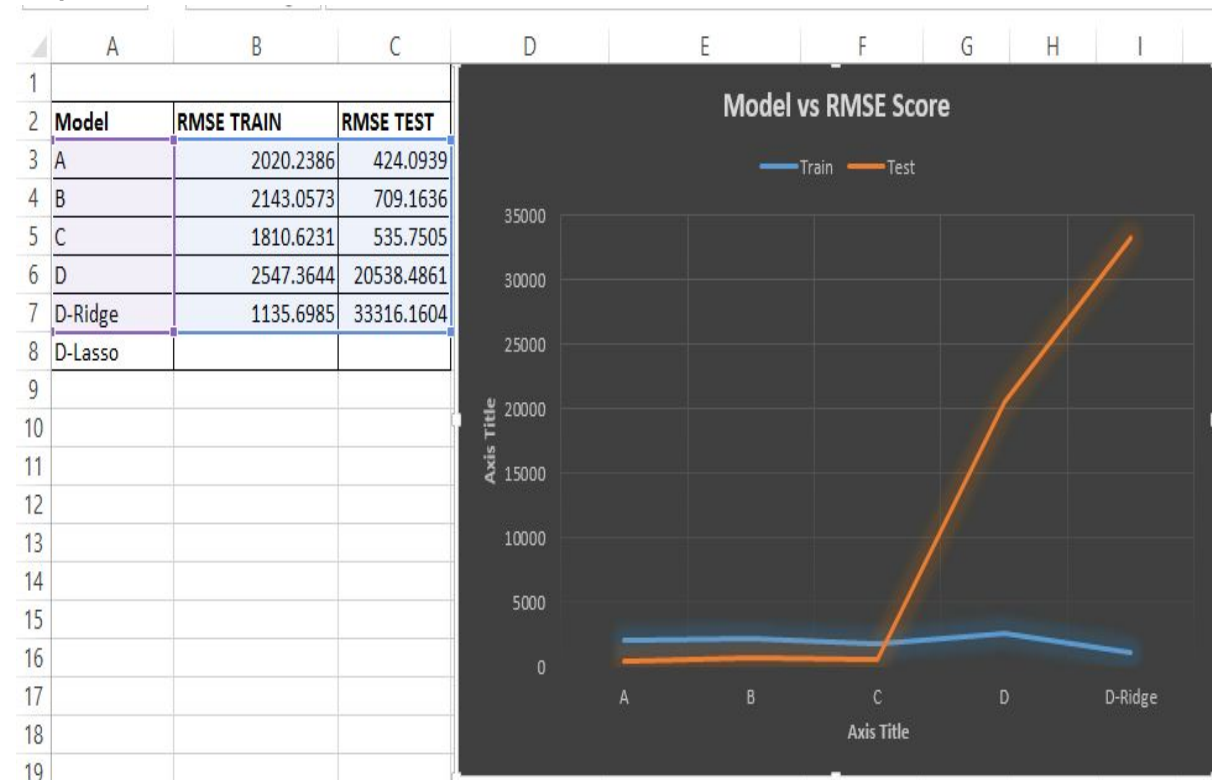 A B C D E F G H I
1
2 Model RMSE TRAIN RMSE TEST
3 A 2020.2386 424.0939
4 B 2143.0573 709.1636
5 C 1810.6231 535.7505
6 D 2547.3644 20538.4861
7 D-Ridge 1135.6985 33316.1604
8 D-Lasso
9
10
11
12
13
14
15
16
17
18
19
Model vs RMSE Score
Train Test
35000
30000
25000
20000
15000
10000
5000
0
Axis Title
A B C D D-Ridge
Axis Title